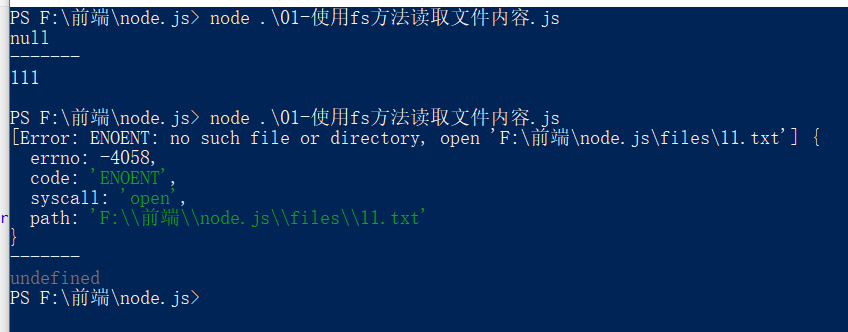 PS F:\前端\node.js> node .\01-使用fs方法读取文件内容.js
null
-------
111

PS F:\前端\node.js> node .\01-使用fs方法读取文件内容.js
[Error: ENOENT: no such file or directory, open 'F:\前端\node.js\files\11.txt'] {
  errno: -4058,
  code: 'ENOENT',
  syscall: 'open',
r
  path: 'F:\\前端\\node.js\\files\\11.txt'
}
-------
undefined
PS F:\前端\node.js>